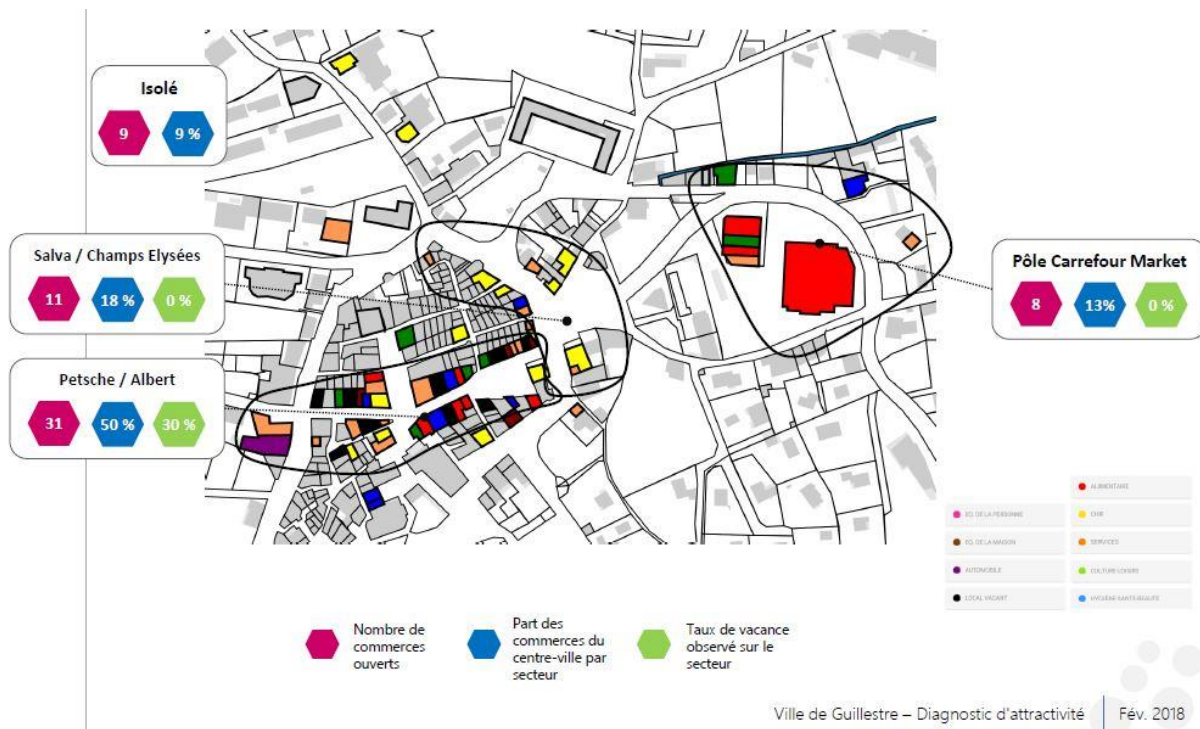 Isolé
9
9 %
Salva / Champs Elysées
11
18 %
0 %
Petsche / Albert
31
50 %
30 %
Pôle Carrefour Market
8
13%
0 %
ALIMENTAIRE
EQ. DE LA PERSONNE
CHR
EQ. DE LA MAISON
SERVICES
AUTOMOBILE
CULTURE-LOISIRS
LOCAL VACANT
HYGIÈNE-SANTÉ-BEAUTÉ
Nombre de
commerces
ouverts
Part des
commerces du
centre-ville par
secteur
Taux de vacance
observé sur le
secteur
Ville de Guillestre – Diagnostic d'attractivité
Fév. 2018